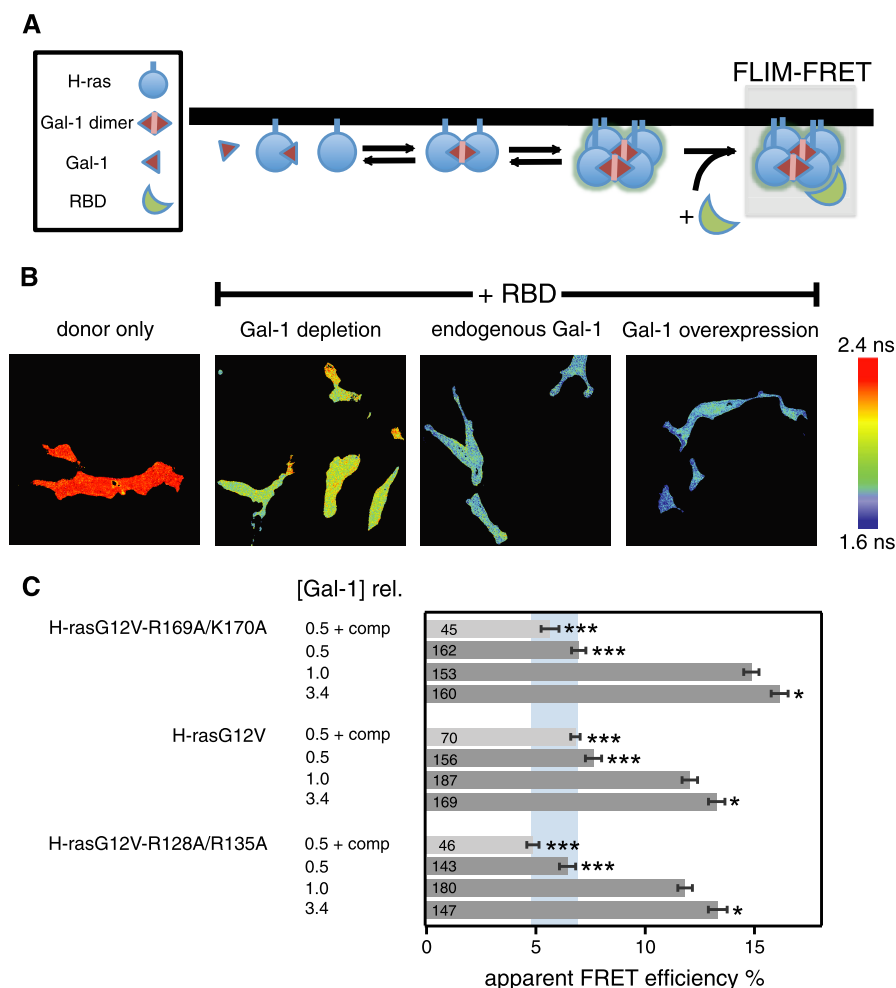 A
H-ras
Gal-1 dimer
Gal-1
RBD
FLIM-FRET
+
B
+ RBD
donor only
Gal-1 depletion
endogenous Gal-1
Gal-1 overexpression
2.4 ns
1.6 ns
C
[Gal-1] rel.
H-rasG12V-R169A/K170A
0.5 + comp
45
***
0.5
162
***
1.0
153
3.4
160
*
H-rasG12V
0.5 + comp
70
***
0.5
156
***
1.0
187
3.4
169
*
H-rasG12V-R128A/R135A
0.5 + comp
46
***
0.5
143
***
1.0
180
3.4
147
*
0 5 10 15
apparent FRET efficiency %